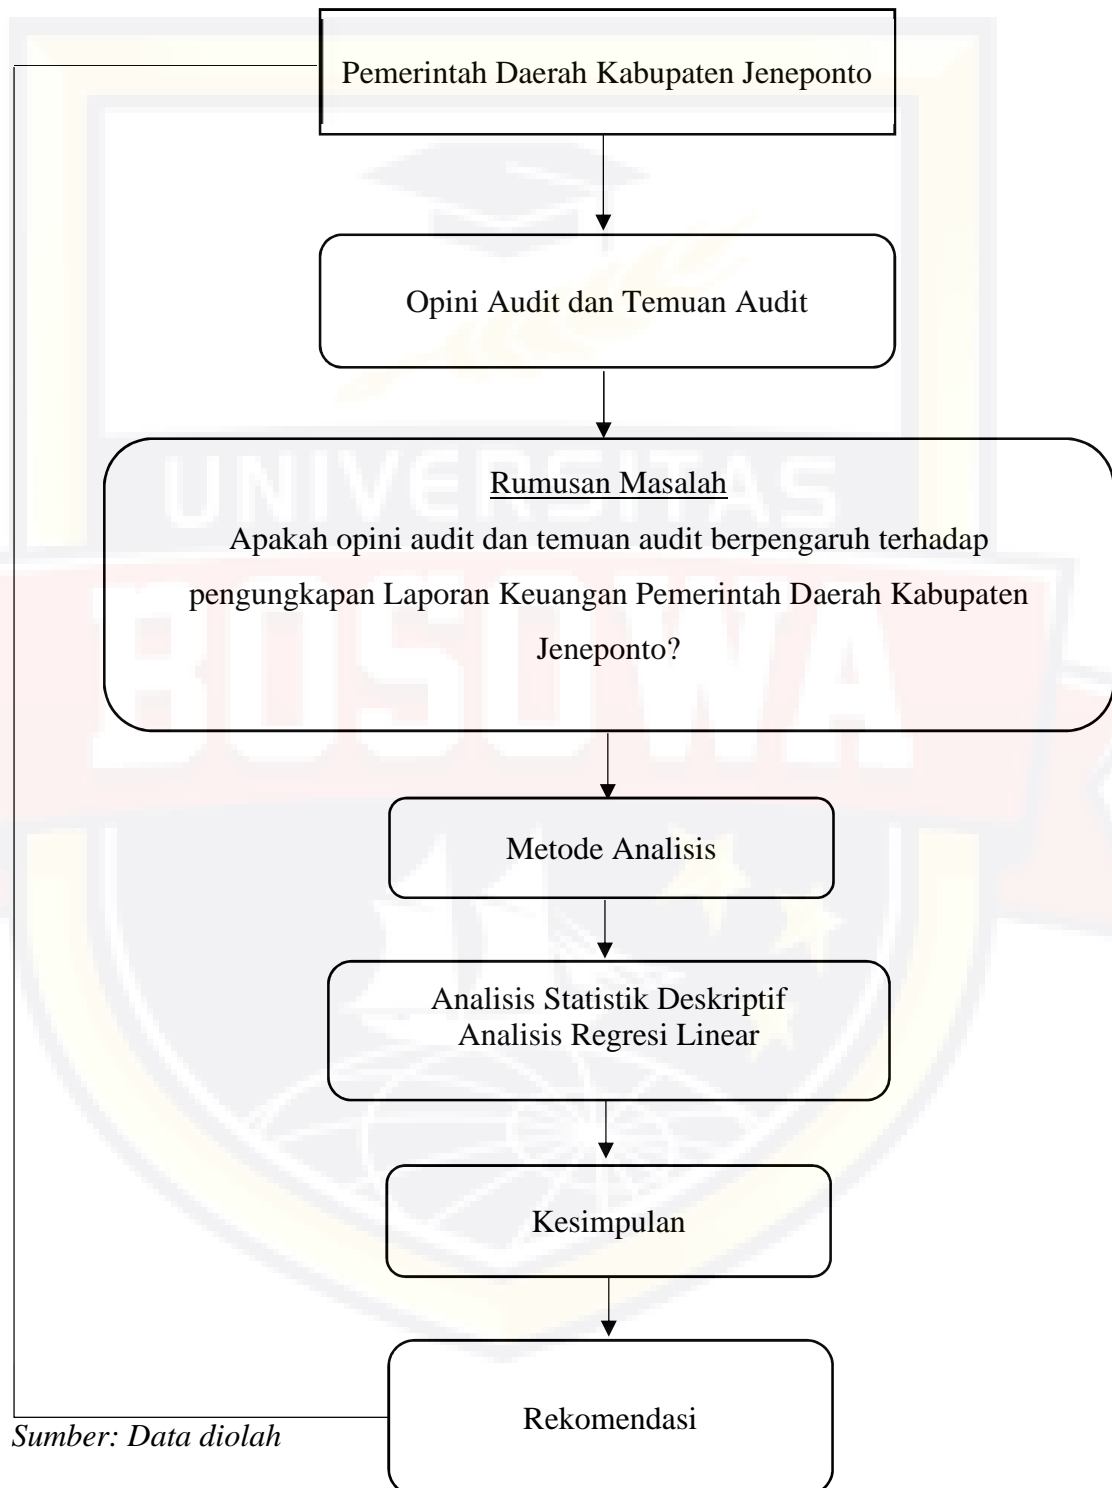 Pemerintah Daerah Kabupaten Jeneponto
Opini Audit dan Temuan Audit
UNIVERSITAS
Rumusan Masalah
Apakah opini audit dan temuan audit berpengaruh terhadap
pengungkapan Laporan Keuangan Pemerintah Daerah Kabupaten
Jeneponto?
BOSOWA
Metode Analisis
Analisis Statistik Deskriptif
Analisis Regresi Linear
Kesimpulan
Rekomendasi
Sumber: Data diolah